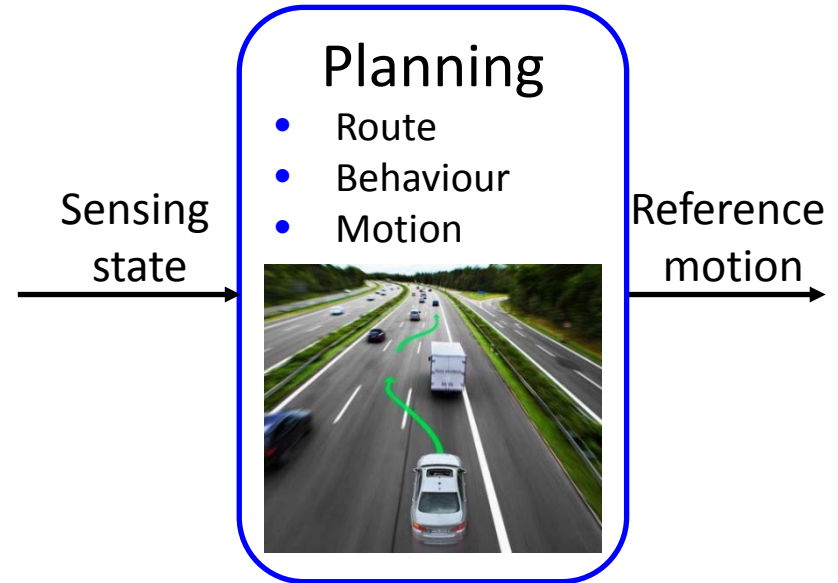 Planning
• Route
• Behaviour
• Motion
Sensing
state
Reference
motion